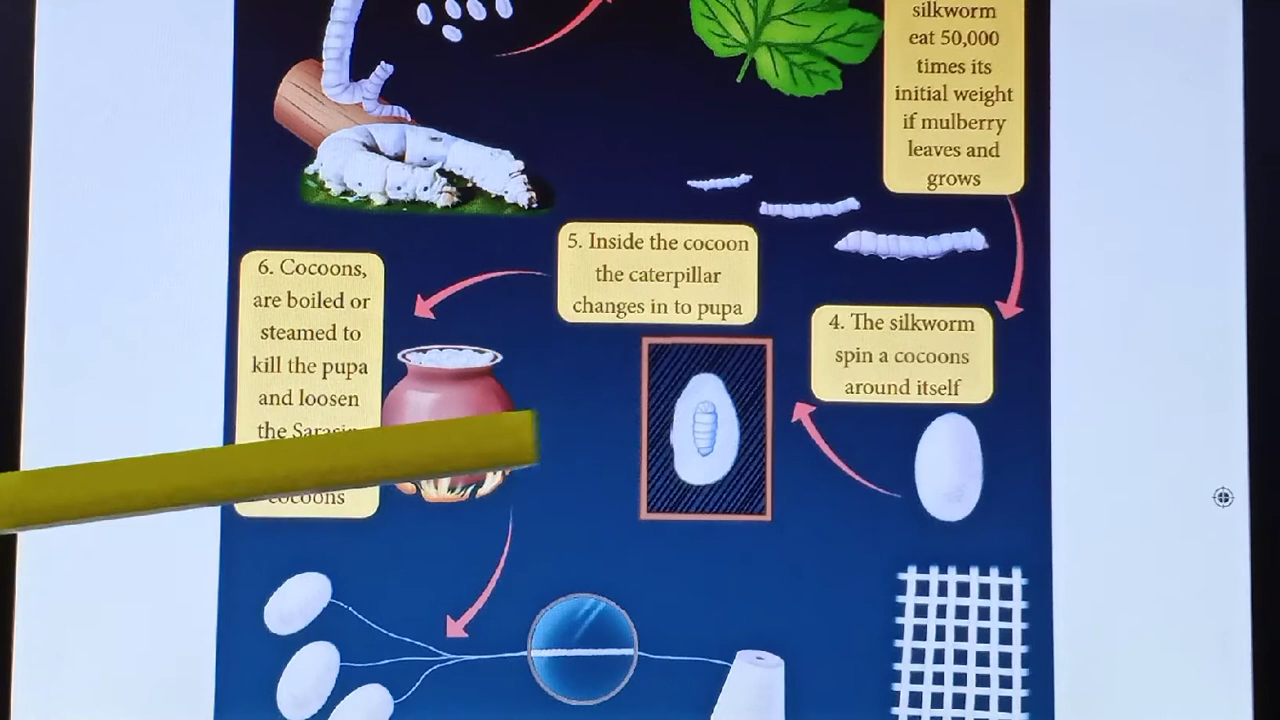 silkworm
eat 50,000
times its
initial weight
if mulberry
leaves and
grows
5. Inside the cocoon
the caterpillar
changes in to pupa
4. The silkworm
spin a cocoons
around itself
6. Cocoons,
are boiled or
steamed to
kill the pupa
and loosen
the
cocoons